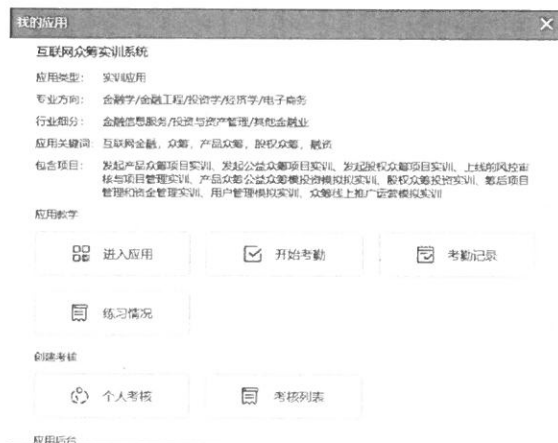 我的应用
互联网众筹实训系统
应用类型: 实训应用
专业方向: 金融学/金融工程/投资学/经济学/电子商务
行业细分: 金融信息服务/投资与资产管理/其他金融业
应用关键词: 互联网金融, 众筹, 产品众筹, 股权众筹, 融资
包含项目: 发起产品众筹项目实训、发起公益众筹项目实训、发起股权众筹项目实训、上线前风控审
核与项目管理实训、产品众筹公益众筹模投资模拟实训、股权众筹投资实训、筹后项目
管理和资金管理实训、用户管理模拟实训、众筹线上推广运营模拟实训
应用教学
进入应用 开始考勤 考勤记录
练习情况
创建考核
个人考核 考核列表
应用后台